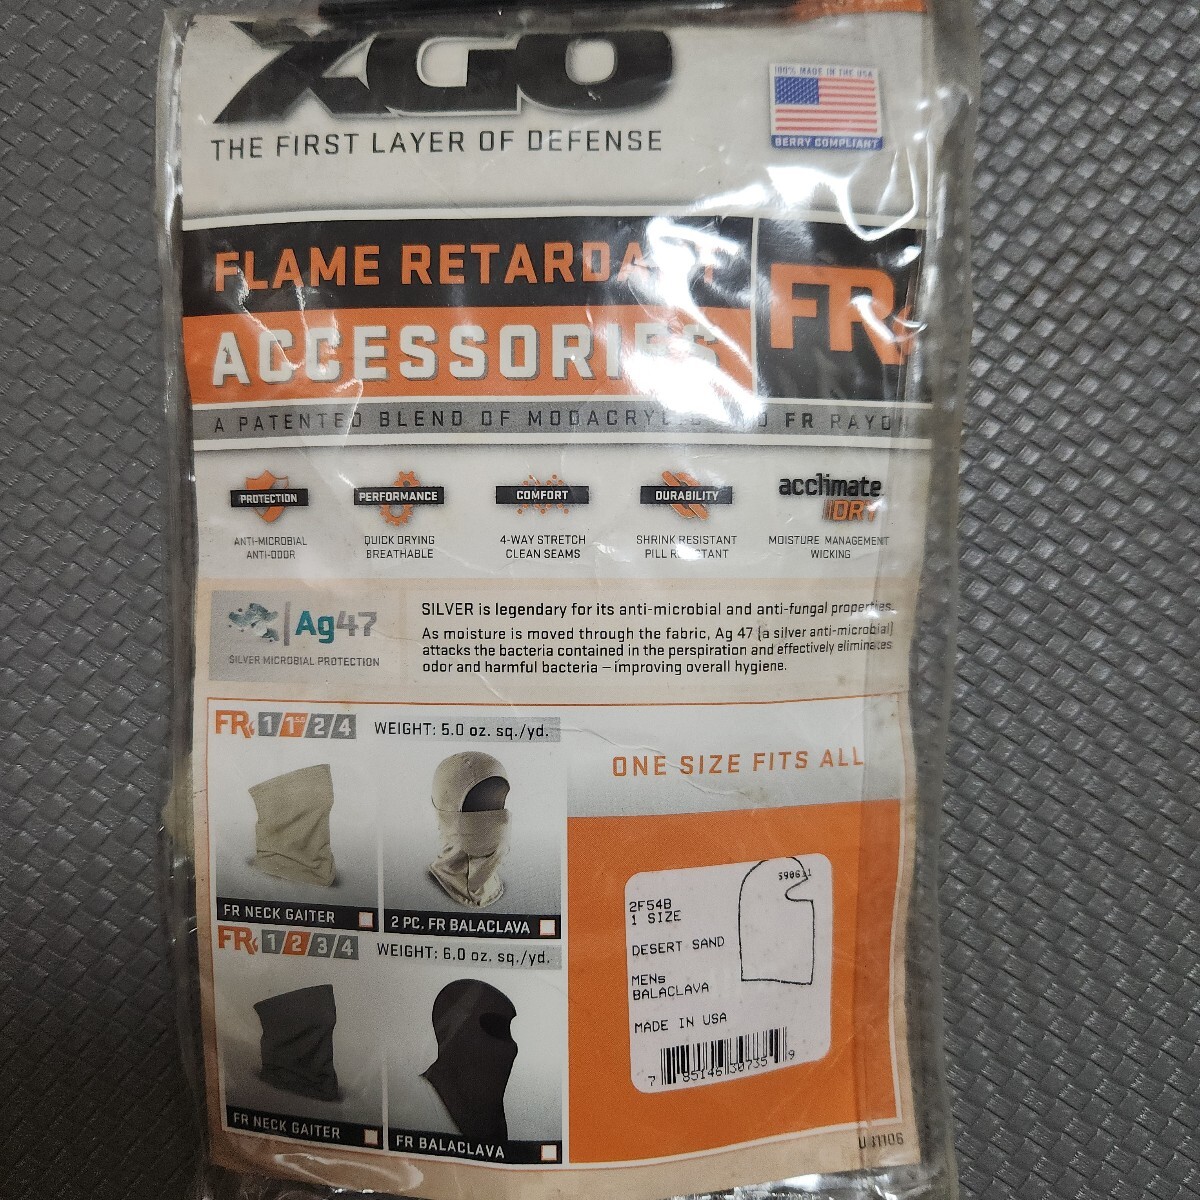 XGO
THE FIRST LAYER OF DEFENSE
100% MADE IN THE USA
BERRY COMPLIANT
FLAME RETARDANT
ACCESSORIES
FR
A PATENTED BLEND OF MODACRYLIC AND FR RAYON
PROTECTION
ANTI-MICROBIAL
ANTI-ODOR
PERFORMANCE
QUICK DRYING
BREATHABLE
COMFORT
4-WAY STRETCH
CLEAN SEAMS
DURABILITY
SHRINK RESISTANT
PILL RESISTANT
acclimate
DRY
MOISTURE MANAGEMENT
WICKING
Ag47
SILVER MICROBIAL PROTECTION
SILVER is legendary for its anti-microbial and anti-fungal properties.
As moisture is moved through the fabric, Ag 47 (a silver anti-microbial)
attacks the bacteria contained in the perspiration and effectively eliminates
odor and harmful bacteria – improving overall hygiene.
FR 1 1 5.0 2 4 WEIGHT: 5.0 oz. sq./yd.
FR NECK GAITER
2 PC. FR BALACLAVA
FR 1 2 3 4 WEIGHT: 6.0 oz. sq./yd.
FR NECK GAITER
FR BALACLAVA
ONE SIZE FITS ALL
2F54B
1 SIZE
DESERT SAND
MENs
BALACLAVA
MADE IN USA
7 85146 30735 9